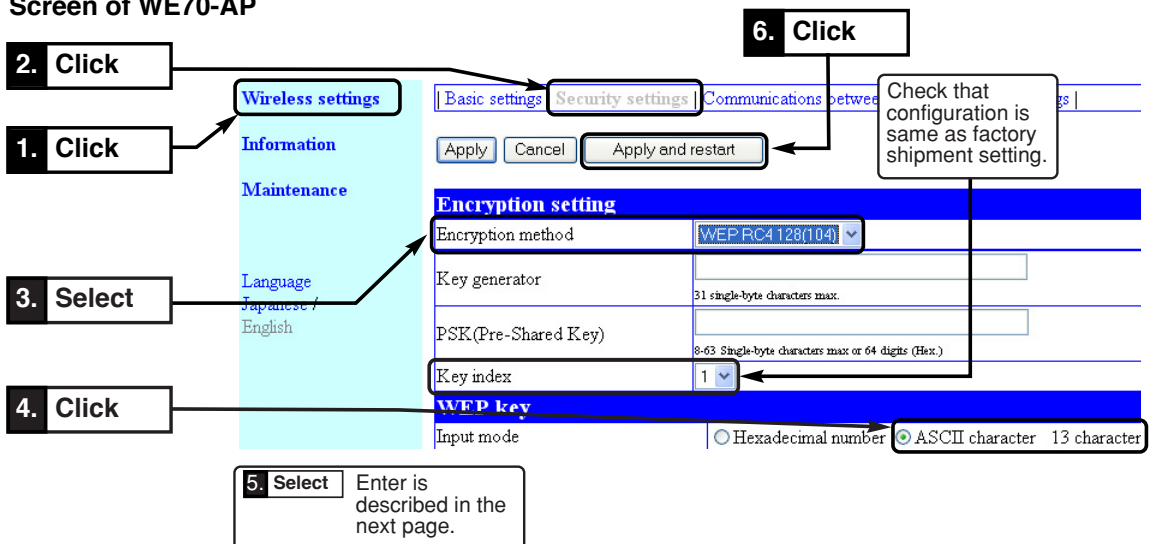 Screen of WE70-AP
6. Click
2. Click
Wireless settings
| Basic settings | Security settings | Communications betwee
gs |
Check that
configuration is
same as factory
shipment setting.
1. Click
Information
Apply Cancel Apply and restart
Maintenance
Encryption setting
Encryption method WEP RC4 128(104)
3. Select
Language
Japanese /
English
Key generator
31 single-byte characters max.
PSK(Pre-Shared Key)
8-63 Single-byte characters max or 64 digits (Hex.)
Key index 1
4. Click
WEP key
Input mode Hexadecimal number ASCII character 13 character
5. Select Enter is
described in the
next page.